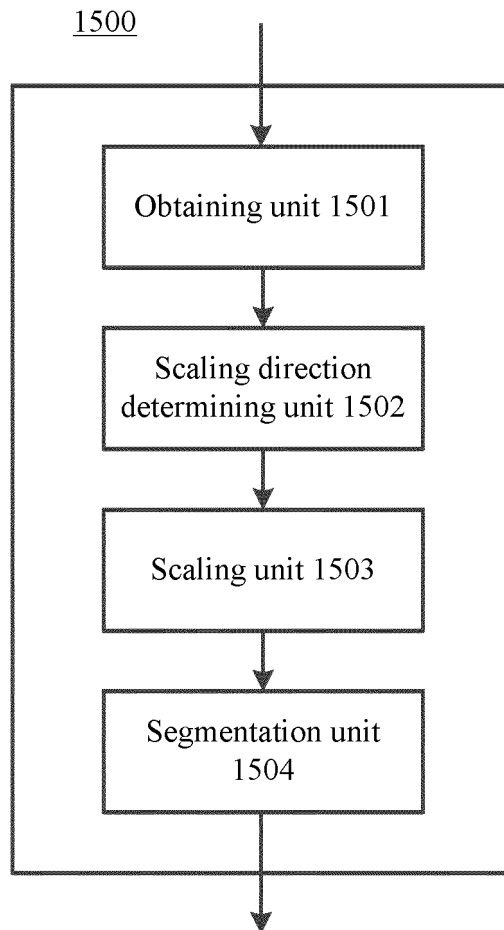 1500
Obtaining unit 1501
Scaling direction
determining unit 1502
Scaling unit 1503
Segmentation unit
1504